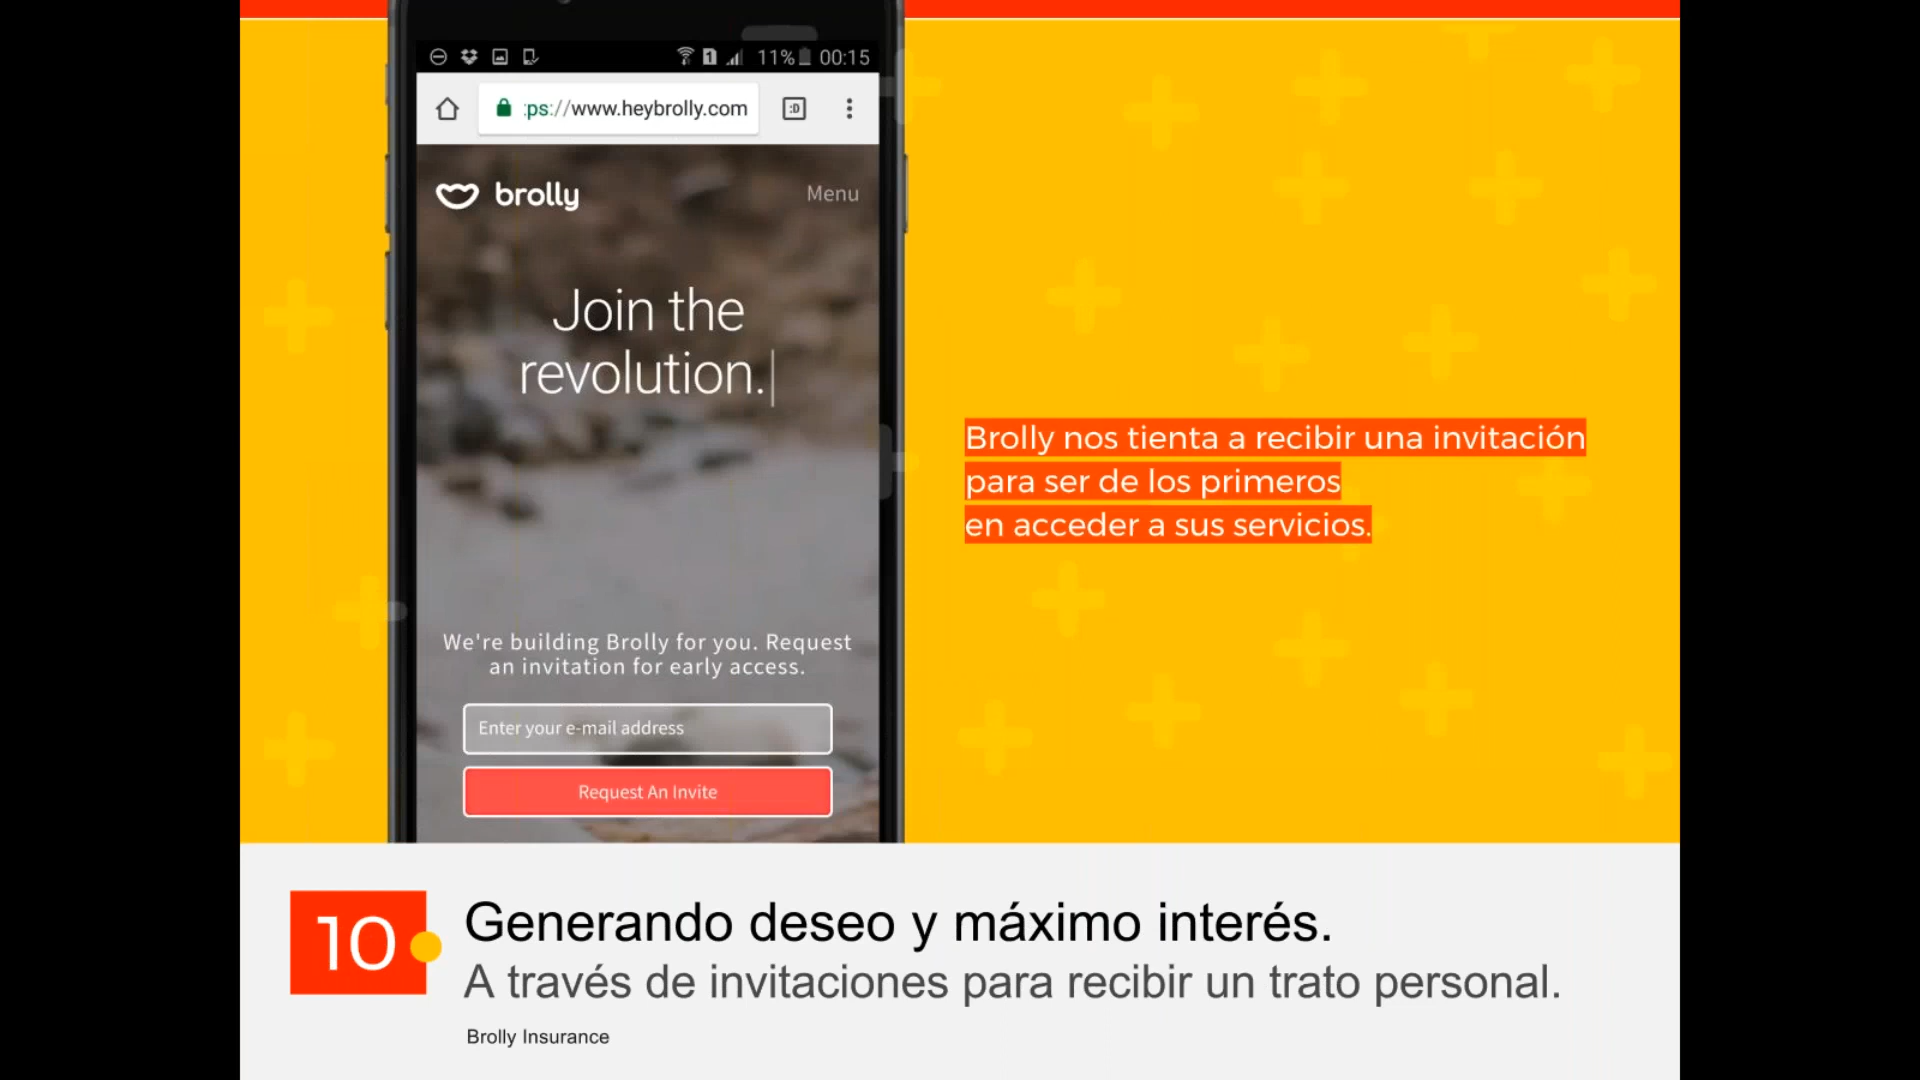 11% 00:15
ps://www.heybrolly.com
:D
brolly
Menu
Join the
revolution.
We're building Brolly for you. Request
an invitation for early access.
Enter your e-mail address
Request An Invite
Brolly nos tienta a recibir una invitación
para ser de los primeros
en acceder a sus servicios.
10
Generando deseo y máximo interés.
A través de invitaciones para recibir un trato personal.
Brolly Insurance